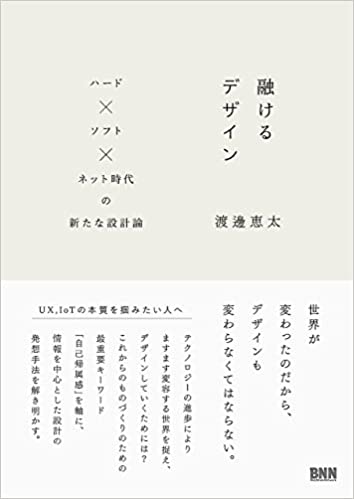 融ける
デザイン
ハード
×
ソフト
×
ネット時代
の
新たな設計論
渡邊恵太
世界が
変わったのだから、
デザインも
変わらなくてはならない。
UX,IoTの本質を掴みたい人へ
テクノロジーの進歩により
ますます変容する世界を捉え、
デザインしていくためには？
これからのものづくりのための
最重要キーワード
「自己帰属感」を軸に、
情報を中心とした設計の
発想手法を解き明かす。
BNN